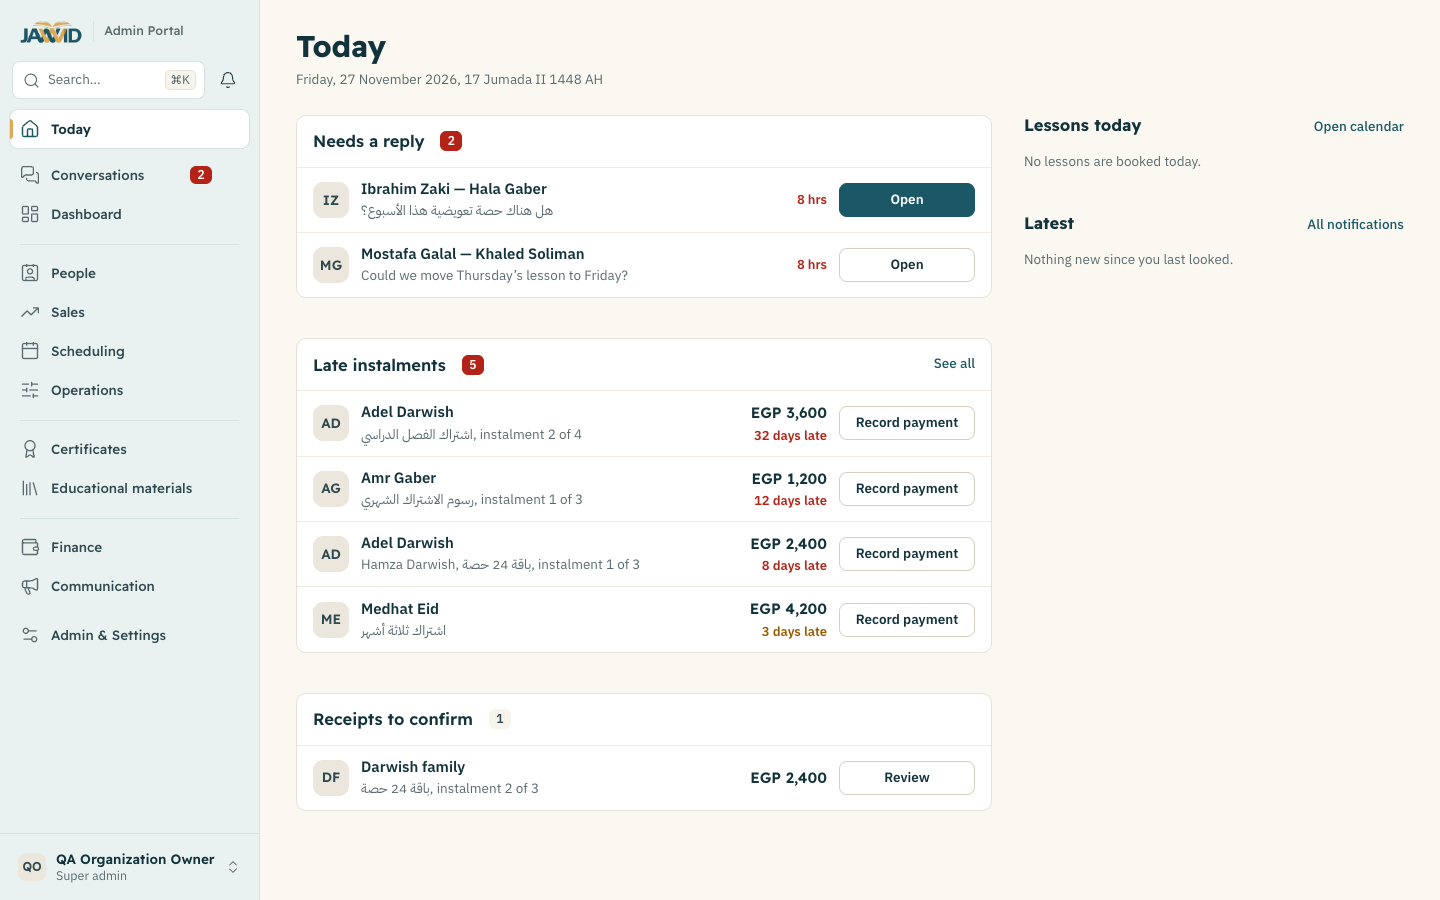 JAWID
Admin Portal
Search...
⌘K
Today
Conversations
2
Dashboard
People
Sales
Scheduling
Operations
Certificates
Educational materials
Finance
Communication
Admin & Settings
QO
QA Organization Owner
Super admin
Today
Friday, 27 November 2026, 17 Jumada II 1448 AH
Needs a reply
2
IZ
Ibrahim Zaki — Hala Gaber
هل هناك حصة تعويضية هذا الأسبوع؟
8 hrs
Open
MG
Mostafa Galal — Khaled Soliman
Could we move Thursday’s lesson to Friday?
8 hrs
Open
Late instalments
5
See all
AD
Adel Darwish
اشتراك الفصل الدراسي, instalment 2 of 4
EGP 3,600
32 days late
Record payment
AG
Amr Gaber
رسوم الاشتراك الشهري, instalment 1 of 3
EGP 1,200
12 days late
Record payment
AD
Adel Darwish
Hamza Darwish, باقة 24 حصة, instalment 1 of 3
EGP 2,400
8 days late
Record payment
ME
Medhat Eid
اشتراك ثلاثة أشهر
EGP 4,200
3 days late
Record payment
Receipts to confirm
1
DF
Darwish family
باقة 24 حصة, instalment 2 of 3
EGP 2,400
Review
Lessons today
Open calendar
No lessons are booked today.
Latest
All notifications
Nothing new since you last looked.